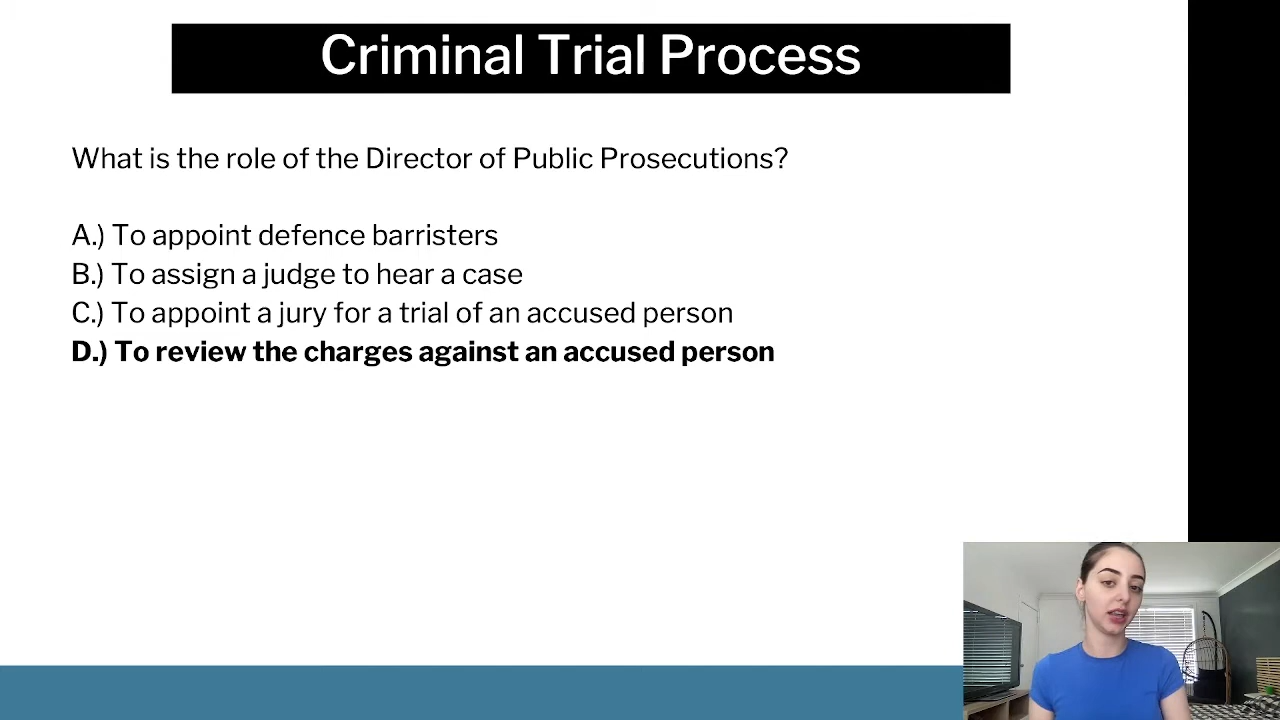 Criminal Trial Process
What is the role of the Director of Public Prosecutions?
A.) To appoint defence barristers
B.) To assign a judge to hear a case
C.) To appoint a jury for a trial of an accused person
D.) To review the charges against an accused person